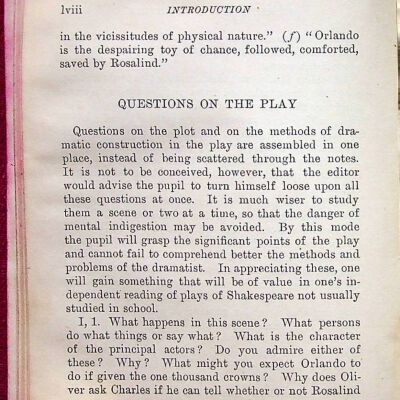 lviii INTRODUCTION
in the vicissitudes of physical nature." (f) "Orlando
is the despairing toy of chance, followed, comforted,
saved by Rosalind."
QUESTIONS ON THE PLAY
Questions on the plot and on the methods of dra-
matic construction in the play are assembled in one
place, instead of being scattered through the notes.
It is not to be conceived, however, that the editor
would advise the pupil to turn himself loose upon all
these questions at once. It is much wiser to study
them a scene or two at a time, so that the danger of
mental indigestion may be avoided. By this mode
the pupil will grasp the significant points of the play
and cannot fail to comprehend better the methods and
problems of the dramatist. In appreciating these, one
will gain something that will be of value in one's in-
dependent reading of plays of Shakespeare not usually
studied in school.
I, 1. What happens in this scene? What persons
do what things or say what? What is the character
of the principal actors? Do you admire either of
these? Why? What might you expect Orlando to
do if given the one thousand crowns? Why does Oli-
ver ask Charles if he can tell whether or not Rosalind